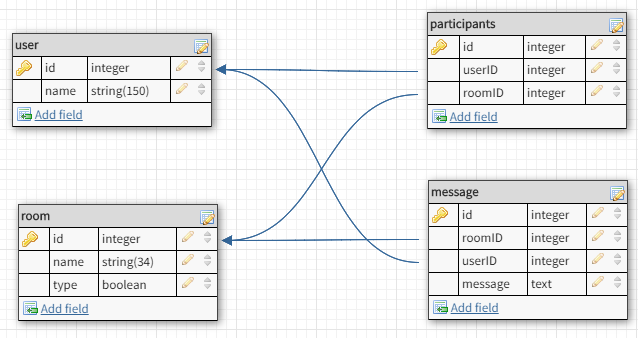 user
id integer
name string(150)
Add field
participants
id integer
userID integer
roomID integer
Add field
room
id integer
name string(34)
type boolean
Add field
message
id integer
roomID integer
userID integer
message text
Add field